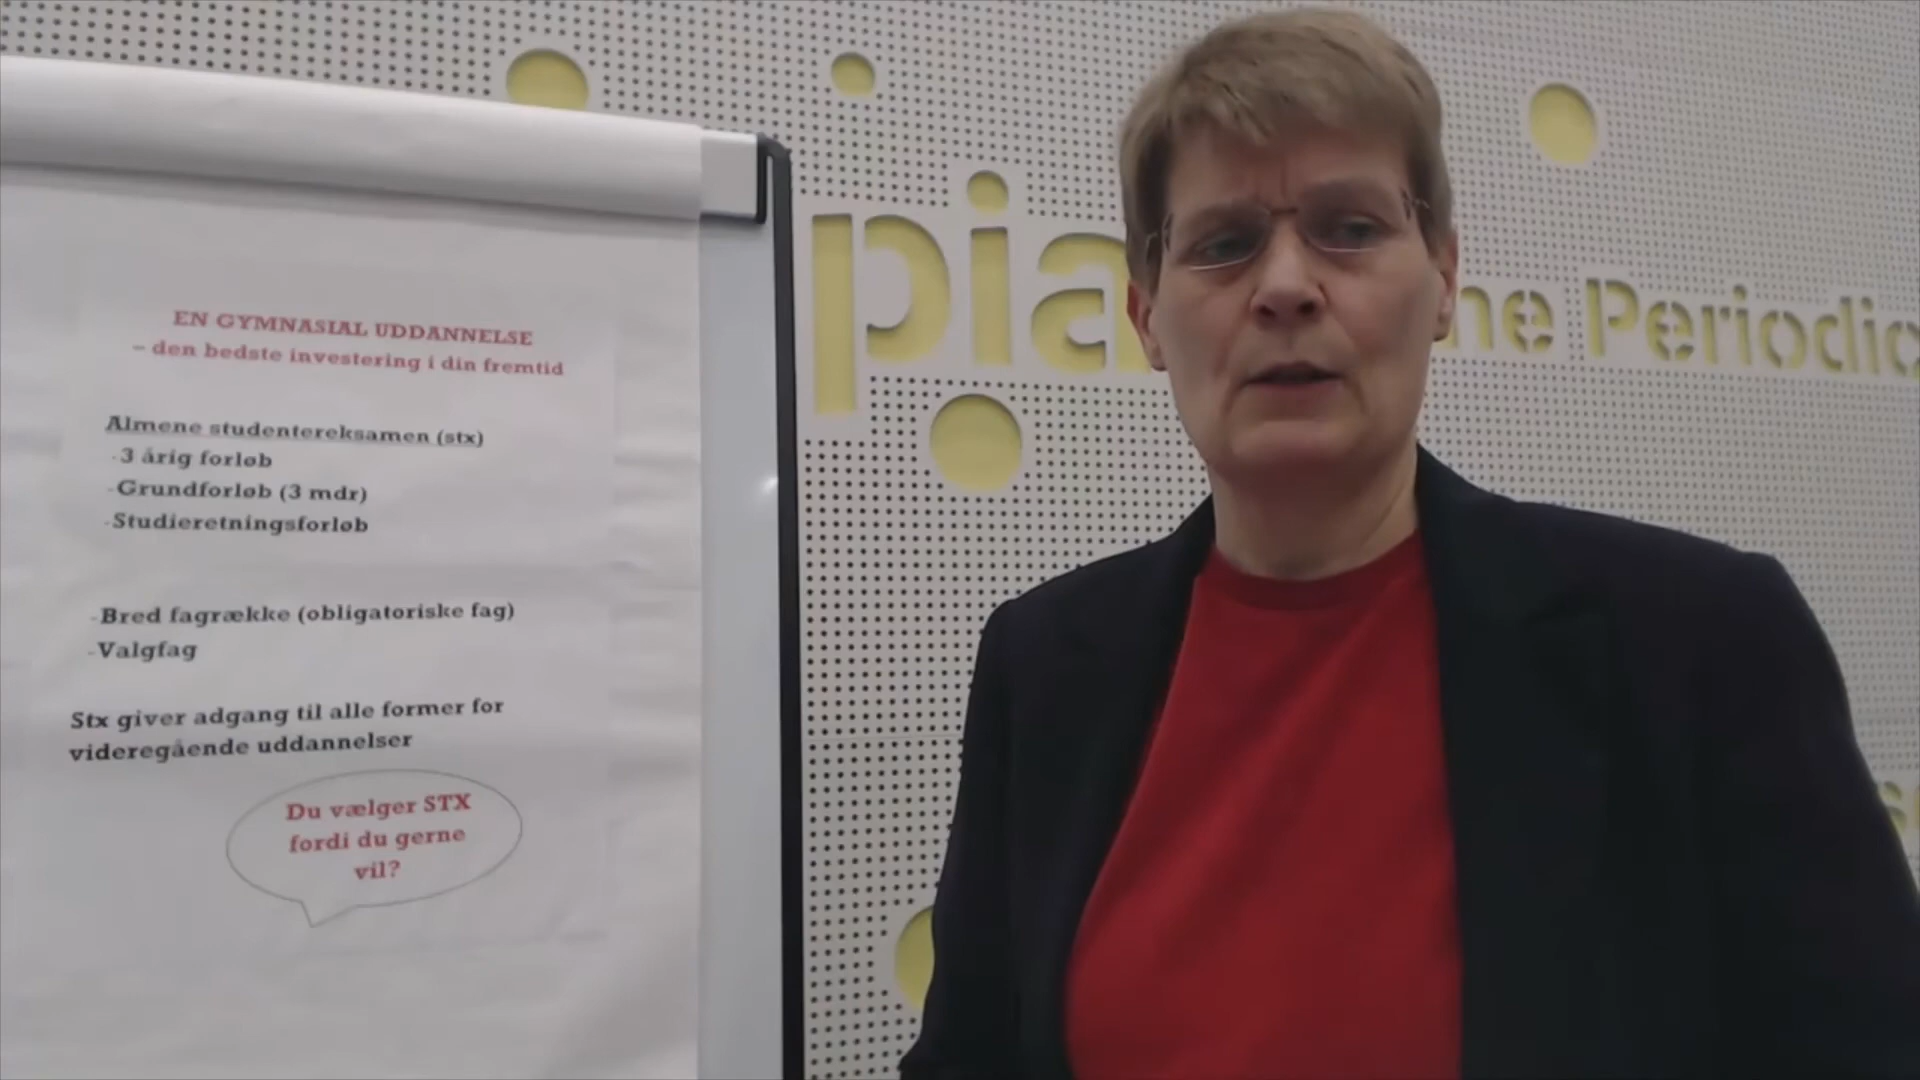 EN GYMNASIAL UDDANNELSE
– den bedste investering i din fremtid
Almene studentereksamen (stx)
-3 årig forløb
-Grundforløb (3 mdr)
-Studieretningsforløb
-Bred fagrække (obligatoriske fag)
-Valgfag
Stx giver adgang til alle former for
videregående uddannelser
Du vælger STX
fordi du gerne
vil?
pia
ne Periodic